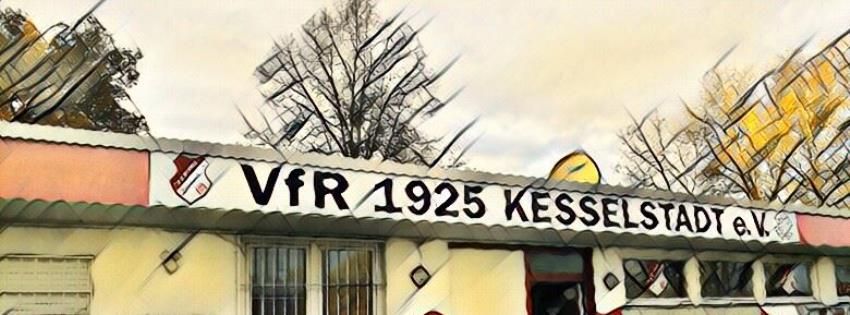 VfR 1925 KESSELSTADT e.V.